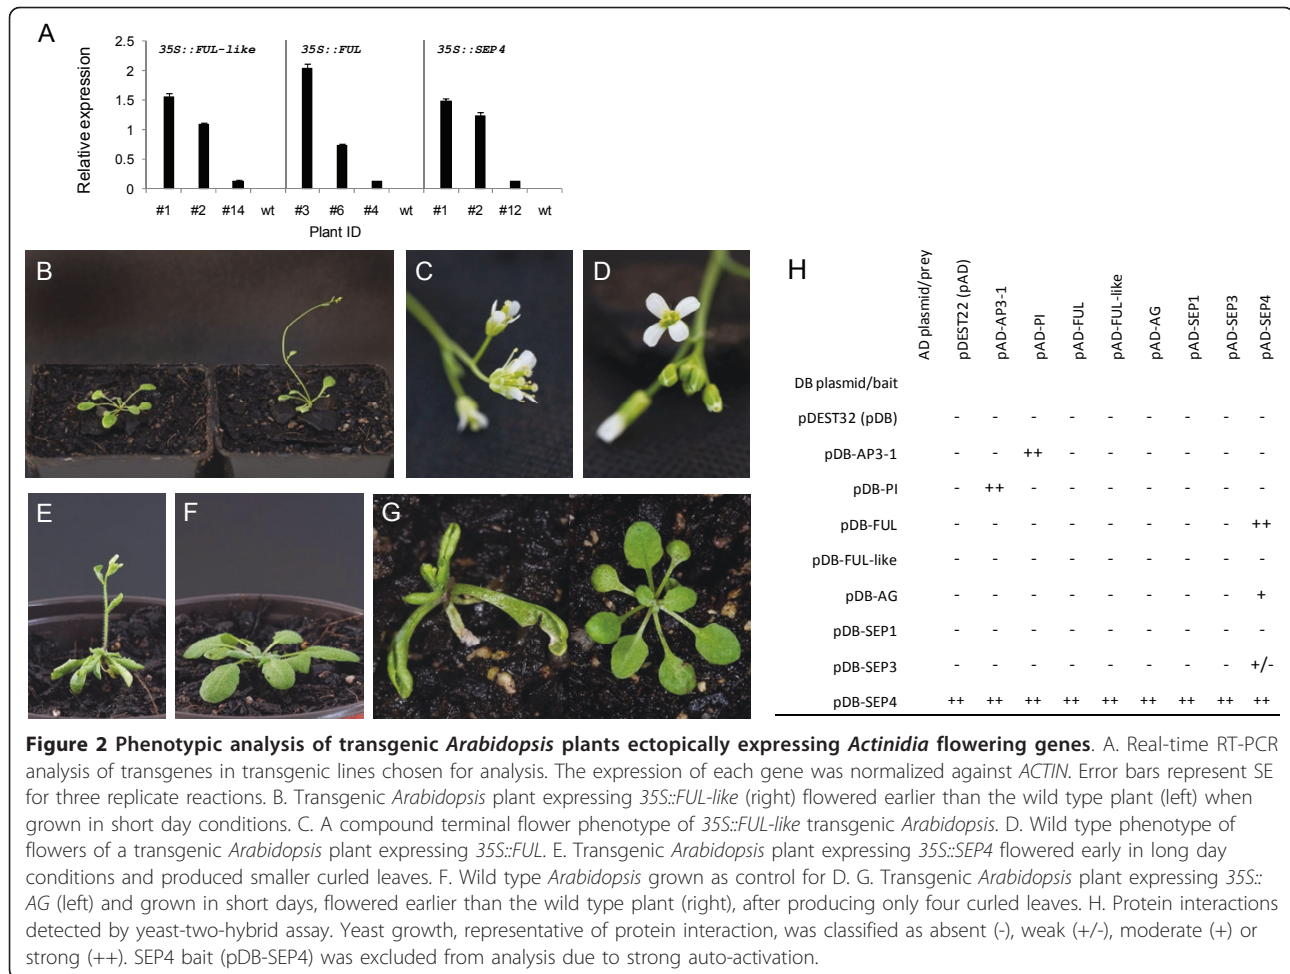 A
2.5
2
1.5
1
0.5
0
Relative expression
35S::FUL-like
35S::FUL
35S::SEP4
#1 #2 #14 wt #3 #6 #4 wt #1 #2 #12 wt
Plant ID
B
C
D
E
F
G
H
AD plasmid/prey
pDEST22 (pAD)
pAD-AP3-1
pAD-PI
pAD-FUL
pAD-FUL-like
pAD-AG
pAD-SEP1
pAD-SEP3
pAD-SEP4
DB plasmid/bait
pDEST32 (pDB) - - - - - - - - -
pDB-AP3-1 - - ++ - - - - - -
pDB-PI - ++ - - - - - - -
pDB-FUL - - - - - - - - ++
pDB-FUL-like - - - - - - - - -
pDB-AG - - - - - - - - +
pDB-SEP1 - - - - - - - - -
pDB-SEP3 - - - - - - - - +/-
pDB-SEP4 ++ ++ ++ ++ ++ ++ ++ ++ ++
Figure 2 Phenotypic analysis of transgenic Arabidopsis plants ectopically expressing Actinidia flowering genes. A. Real-time RT-PCR
analysis of transgenes in transgenic lines chosen for analysis. The expression of each gene was normalized against ACTIN. Error bars represent SE
for three replicate reactions. B. Transgenic Arabidopsis plant expressing 35S::FUL-like (right) flowered earlier than the wild type plant (left) when
grown in short day conditions. C. A compound terminal flower phenotype of 35S::FUL-like transgenic Arabidopsis. D. Wild type phenotype of
flowers of a transgenic Arabidopsis plant expressing 35S::FUL. E. Transgenic Arabidopsis plant expressing 35S::SEP4 flowered early in long day
conditions and produced smaller curled leaves. F. Wild type Arabidopsis grown as control for D. G. Transgenic Arabidopsis plant expressing 35S::
AG (left) and grown in short days, flowered earlier than the wild type plant (right), after producing only four curled leaves. H. Protein interactions
detected by yeast-two-hybrid assay. Yeast growth, representative of protein interaction, was classified as absent (-), weak (+/-), moderate (+) or
strong (++). SEP4 bait (pDB-SEP4) was excluded from analysis due to strong auto-activation.